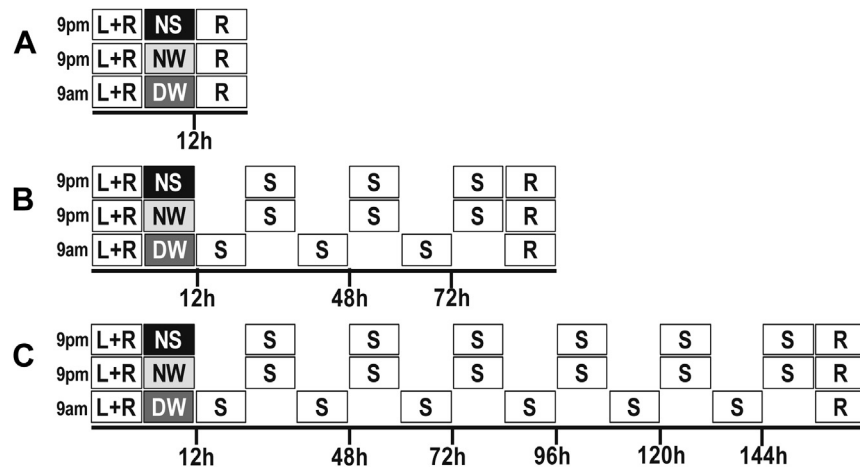 A
9pm L+R NS R
9pm L+R NW R
9am L+R DW R
12h
B
9pm L+R NS S S S R
9pm L+R NW S S S R
9am L+R DW S S S R
12h 48h 72h
C
9pm L+R NS S S S S S S R
9pm L+R NW S S S S S S R
9am L+R DW S S S S S S R
12h 48h 72h 96h 120h 144h